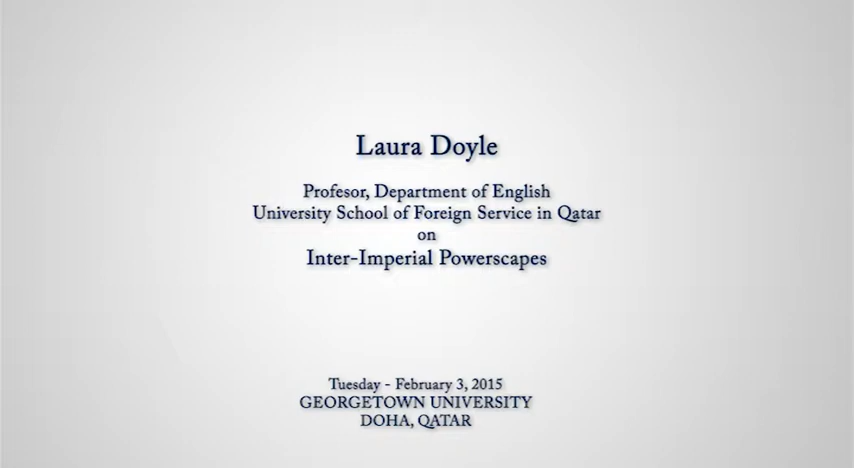 Laura Doyle
Profesor, Department of English
University School of Foreign Service in Qatar
on
Inter-Imperial Powerscapes
Tuesday - February 3, 2015
GEORGETOWN UNIVERSITY
DOHA, QATAR